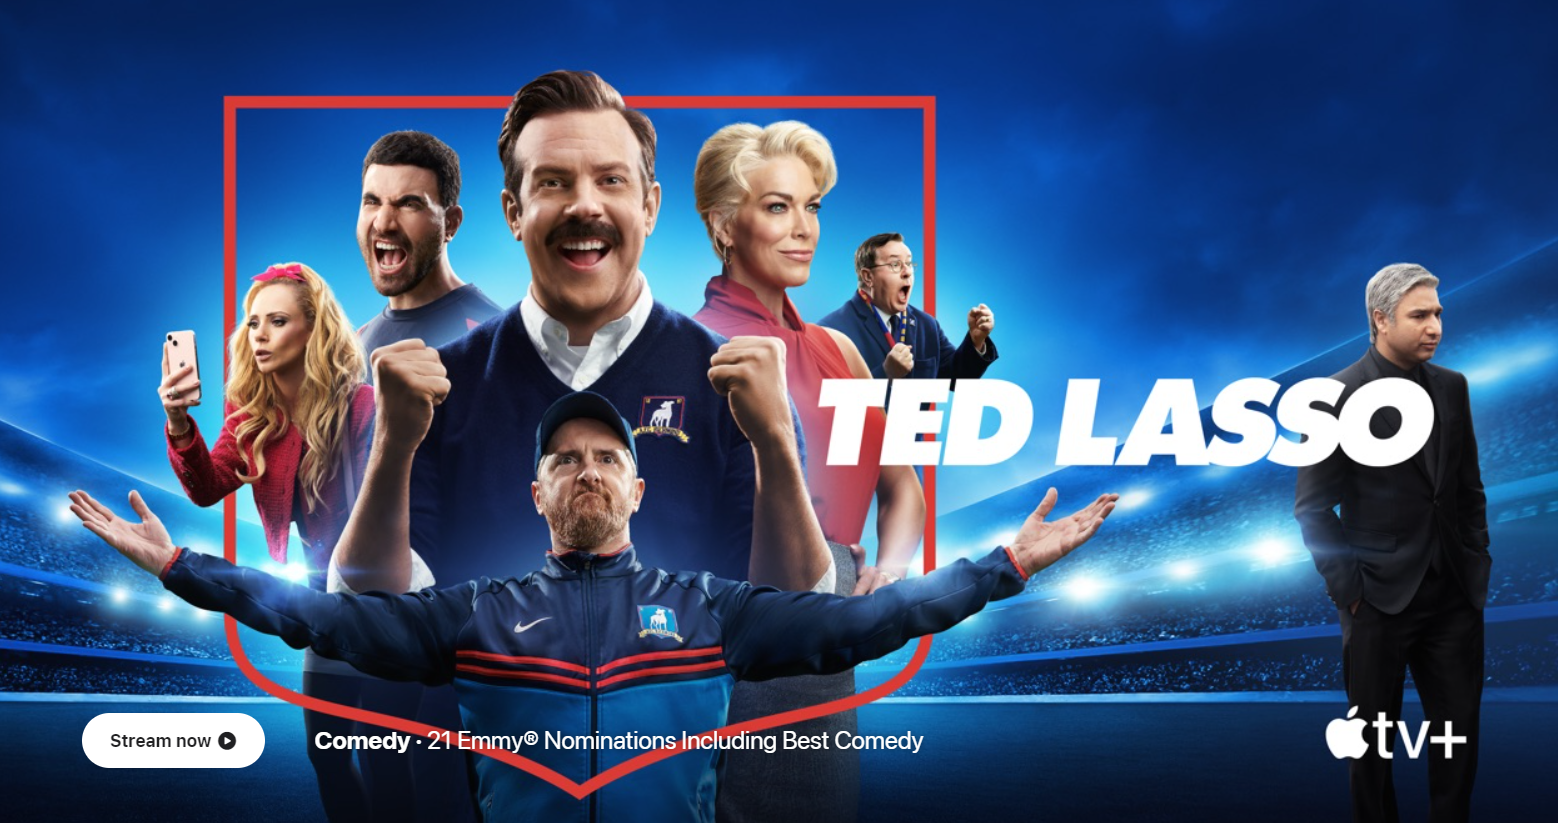 TED LASSO
Stream now
Comedy · 21 Emmy® Nominations Including Best Comedy
tv+